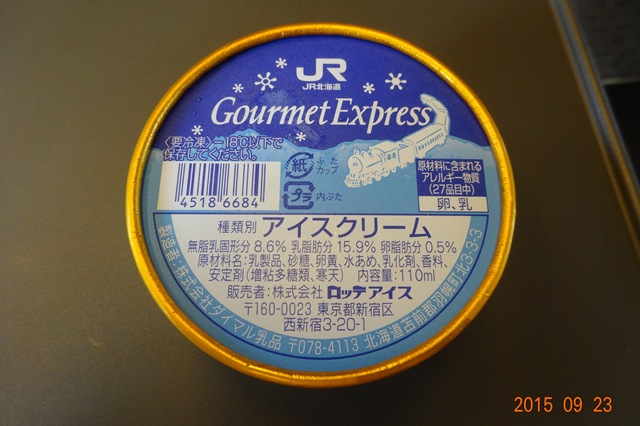 JR
JR北海道
Gourmet Express
〈要冷凍〉-18℃以下で
保存してください。
紙
ふた
カップ
プラ
内ぶた
原材料に含まれる
アレルギー物質
(27品目中)
卵、乳
4518 6684
種類別 アイスクリーム
無脂乳固形分 8.6% 乳脂肪分 15.9% 卵脂肪分 0.5%
原材料名:乳製品、砂糖、卵黄、水あめ、乳化剤、香料、
安定剤(増粘多糖類、寒天) 内容量:110ml
販売者:株式会社 ロッテアイス
〒160-0023 東京都新宿区
西新宿3-20-1
製造者 株式会社ダイマル乳品 〒078-4113 北海道苫前郡羽幌町北3-3-3
2015 09 23